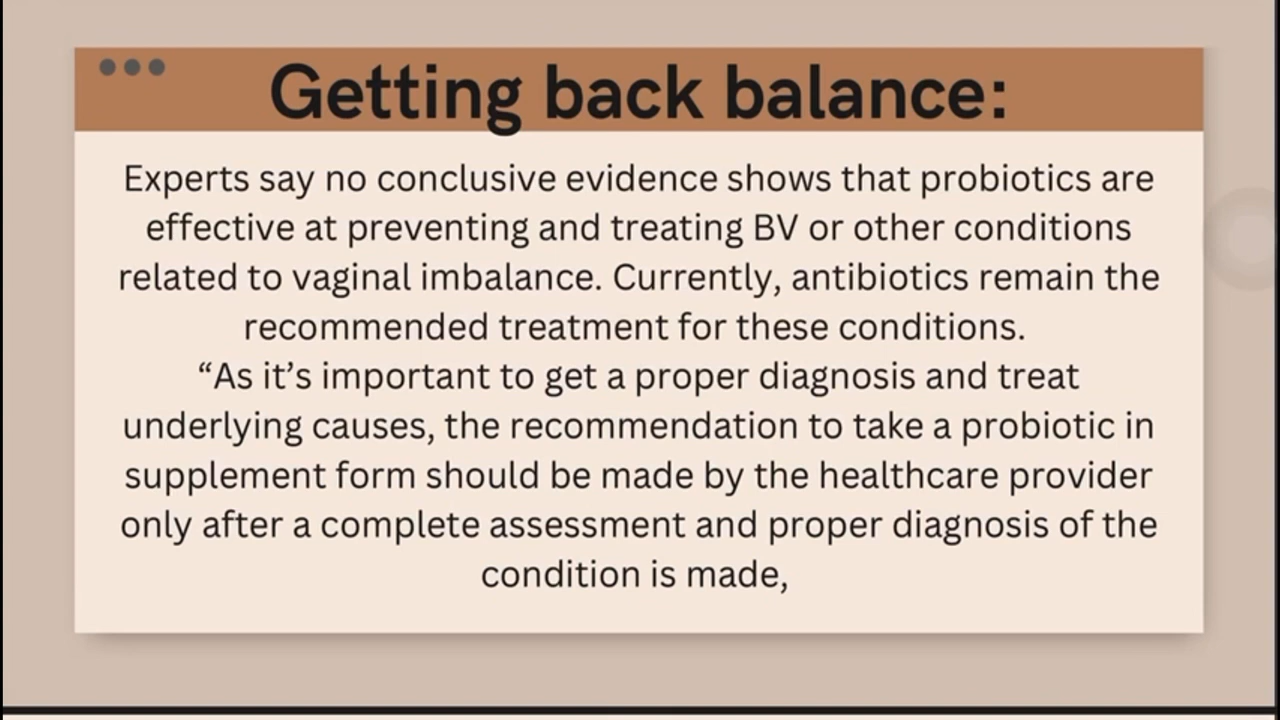 Getting back balance:
Experts say no conclusive evidence shows that probiotics are
effective at preventing and treating BV or other conditions
related to vaginal imbalance. Currently, antibiotics remain the
recommended treatment for these conditions.
“As it’s important to get a proper diagnosis and treat
underlying causes, the recommendation to take a probiotic in
supplement form should be made by the healthcare provider
only after a complete assessment and proper diagnosis of the
condition is made,